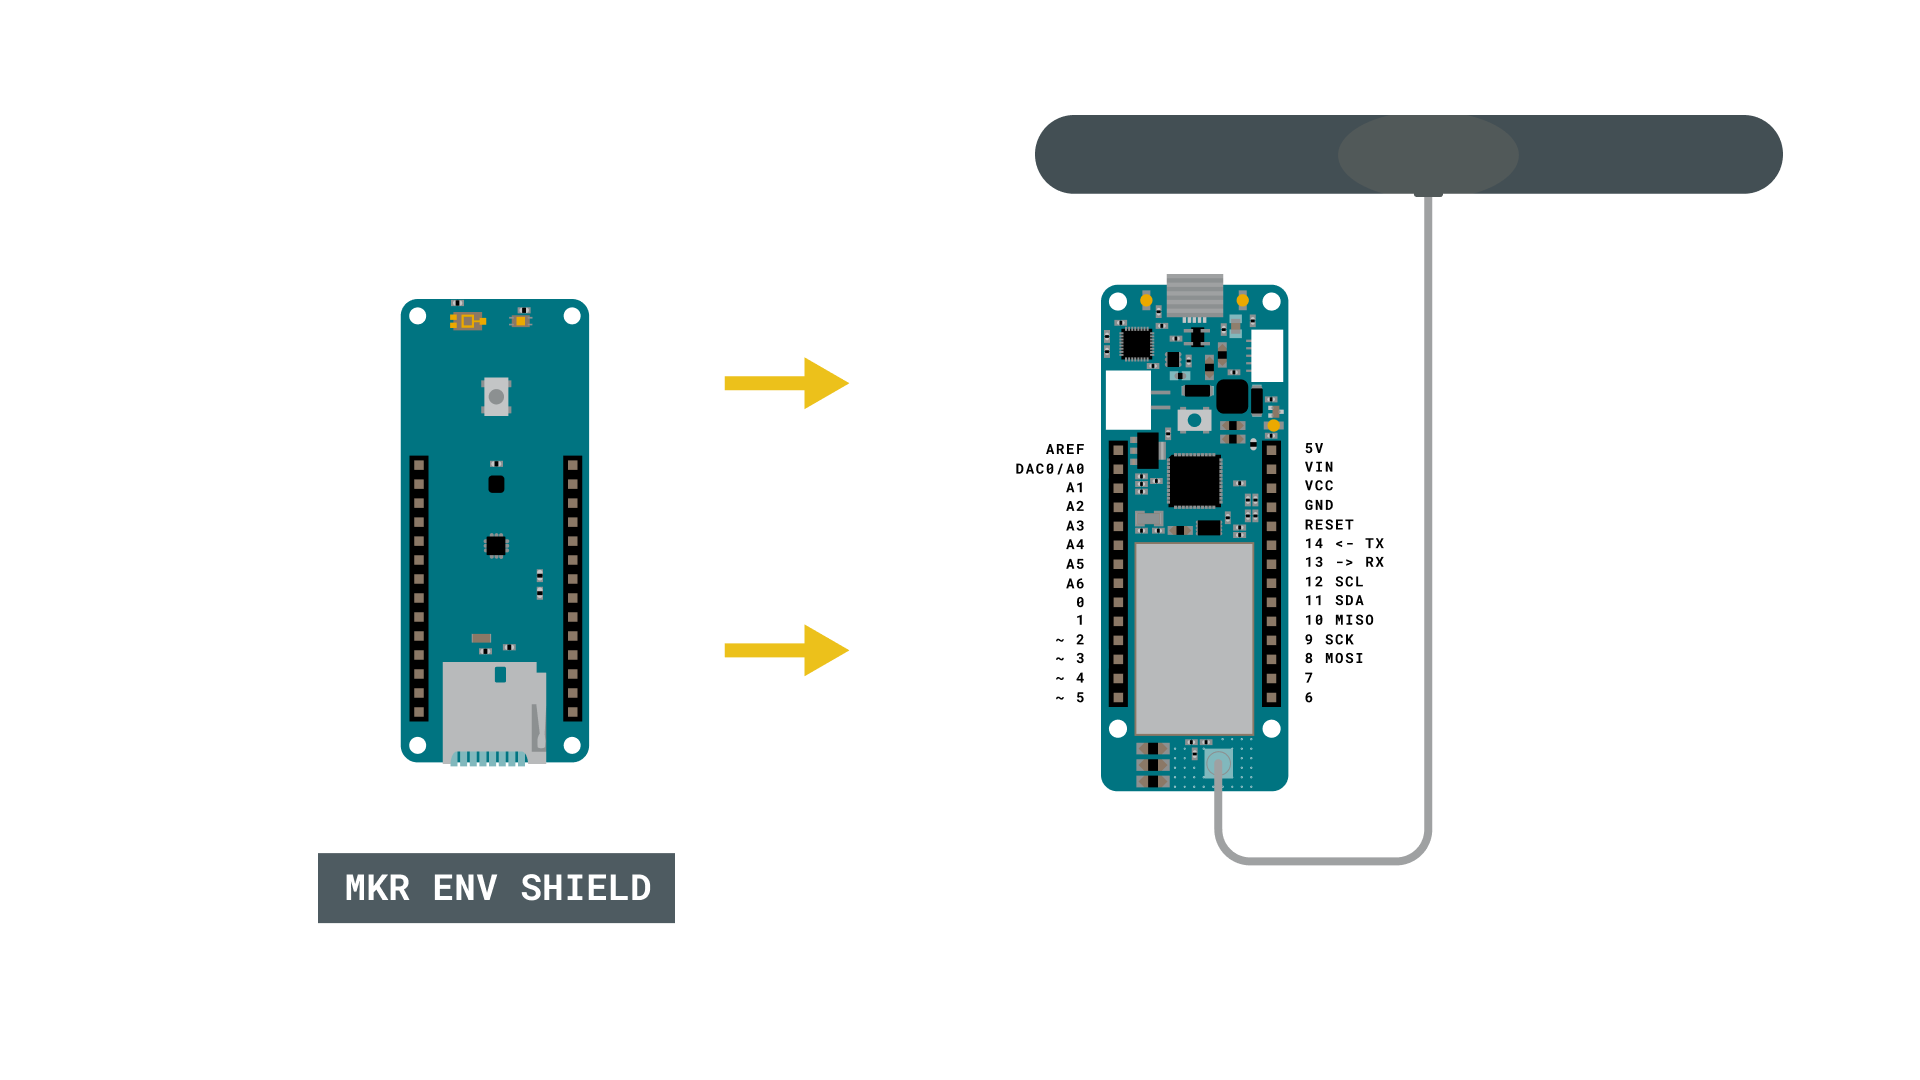 AREF
DAC0/A0
A1
A2
A3
A4
A5
A6
0
1
~ 2
~ 3
~ 4
~ 5
5V
VIN
VCC
GND
RESET
14 <- TX
13 -> RX
12 SCL
11 SDA
10 MISO
9 SCK
8 MOSI
7
6
MKR ENV SHIELD